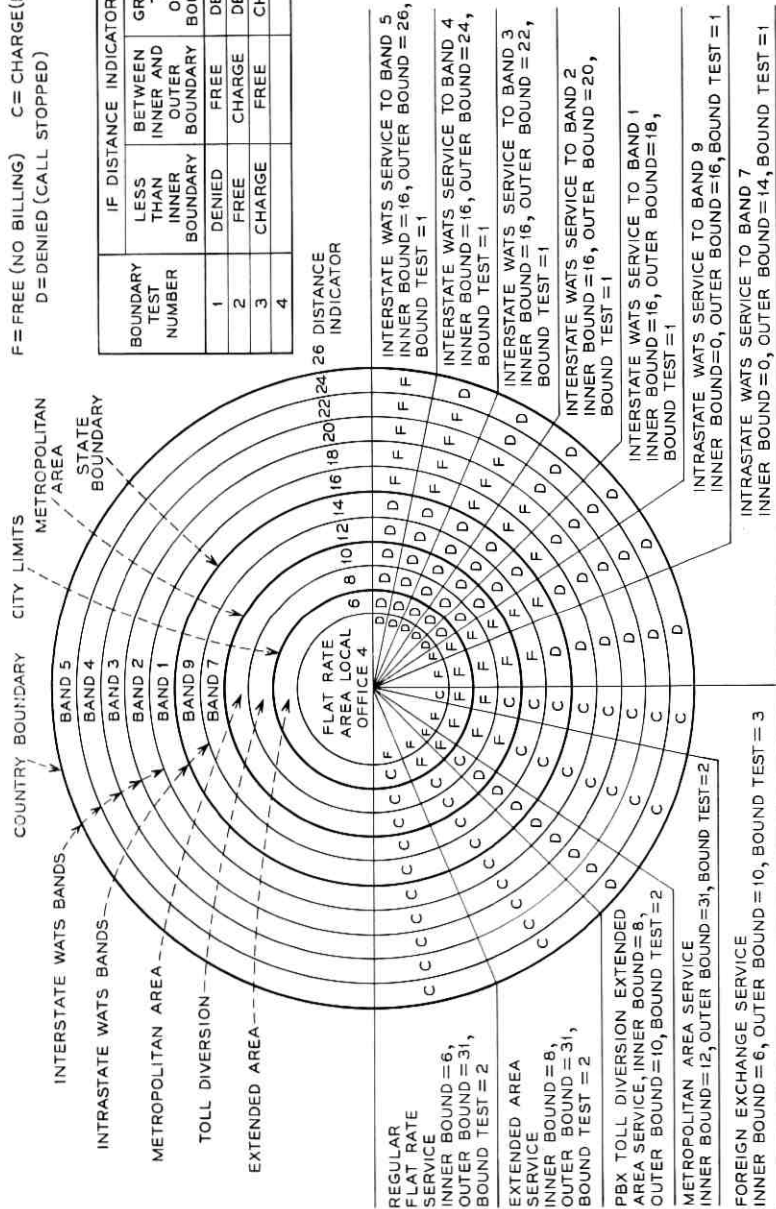 F = FREE (NO BILLING)   C = CHARGE
D = DENIED (CALL STOPPED)
IF DISTANCE INDICATOR
BOUNDARY
TEST
NUMBER
LESS
THAN
INNER
BOUNDARY
BETWEEN
INNER AND
OUTER
BOUNDARY
1 DENIED FREE
2 FREE CHARGE
3 CHARGE FREE
4
COUNTRY BOUNDARY
CITY LIMITS
METROPOLITAN
AREA
STATE
BOUNDARY
INTERSTATE WATS BANDS
INTRASTATE WATS BANDS
METROPOLITAN AREA
TOLL DIVERSION
EXTENDED AREA
BAND 5
BAND 4
BAND 3
BAND 2
BAND 1
BAND 9
BAND 7
FLAT RATE
AREA LOCAL
OFFICE 4
6 8 10 12 14 16 18 20 22 24 26 DISTANCE
INDICATOR
D D D D D D F F F F F
D D D D D D F F F F D
D D D D D D F F F D D
D D D D D D F F D D D
D D D D D D F D D D D
F F F F F F D D D D D
F F F F F D D D D D D
C F F C C C C C C C C
F F F F C C C C C C C
F F C D D D D D D D D
F F C C C C C C C C C
F C C C C C C C C C C
INTERSTATE WATS SERVICE TO BAND 5
INNER BOUND = 16, OUTER BOUND = 26,
BOUND TEST = 1
INTERSTATE WATS SERVICE TO BAND 4
INNER BOUND = 16, OUTER BOUND = 24,
BOUND TEST = 1
INTERSTATE WATS SERVICE TO BAND 3
INNER BOUND = 16, OUTER BOUND = 22,
BOUND TEST = 1
INTERSTATE WATS SERVICE TO BAND 2
INNER BOUND = 16, OUTER BOUND = 20,
BOUND TEST = 1
INTERSTATE WATS SERVICE TO BAND 1
INNER BOUND = 16, OUTER BOUND = 18,
BOUND TEST = 1
INTRASTATE WATS SERVICE TO BAND 9
INNER BOUND = 0, OUTER BOUND = 16, BOUND TEST = 1
INTRASTATE WATS SERVICE TO BAND 7
INNER BOUND = 0, OUTER BOUND = 14, BOUND TEST = 1
REGULAR
FLAT RATE
SERVICE
INNER BOUND = 6,
OUTER BOUND = 31,
BOUND TEST = 2
EXTENDED AREA
SERVICE
INNER BOUND = 8,
OUTER BOUND = 31,
BOUND TEST = 2
PBX TOLL DIVERSION EXTENDED
AREA SERVICE, INNER BOUND = 8,
OUTER BOUND = 10, BOUND TEST = 2
METROPOLITAN AREA SERVICE
INNER BOUND = 12, OUTER BOUND = 31, BOUND TEST = 2
FOREIGN EXCHANGE SERVICE
INNER BOUND = 6, OUTER BOUND = 10, BOUND TEST = 3